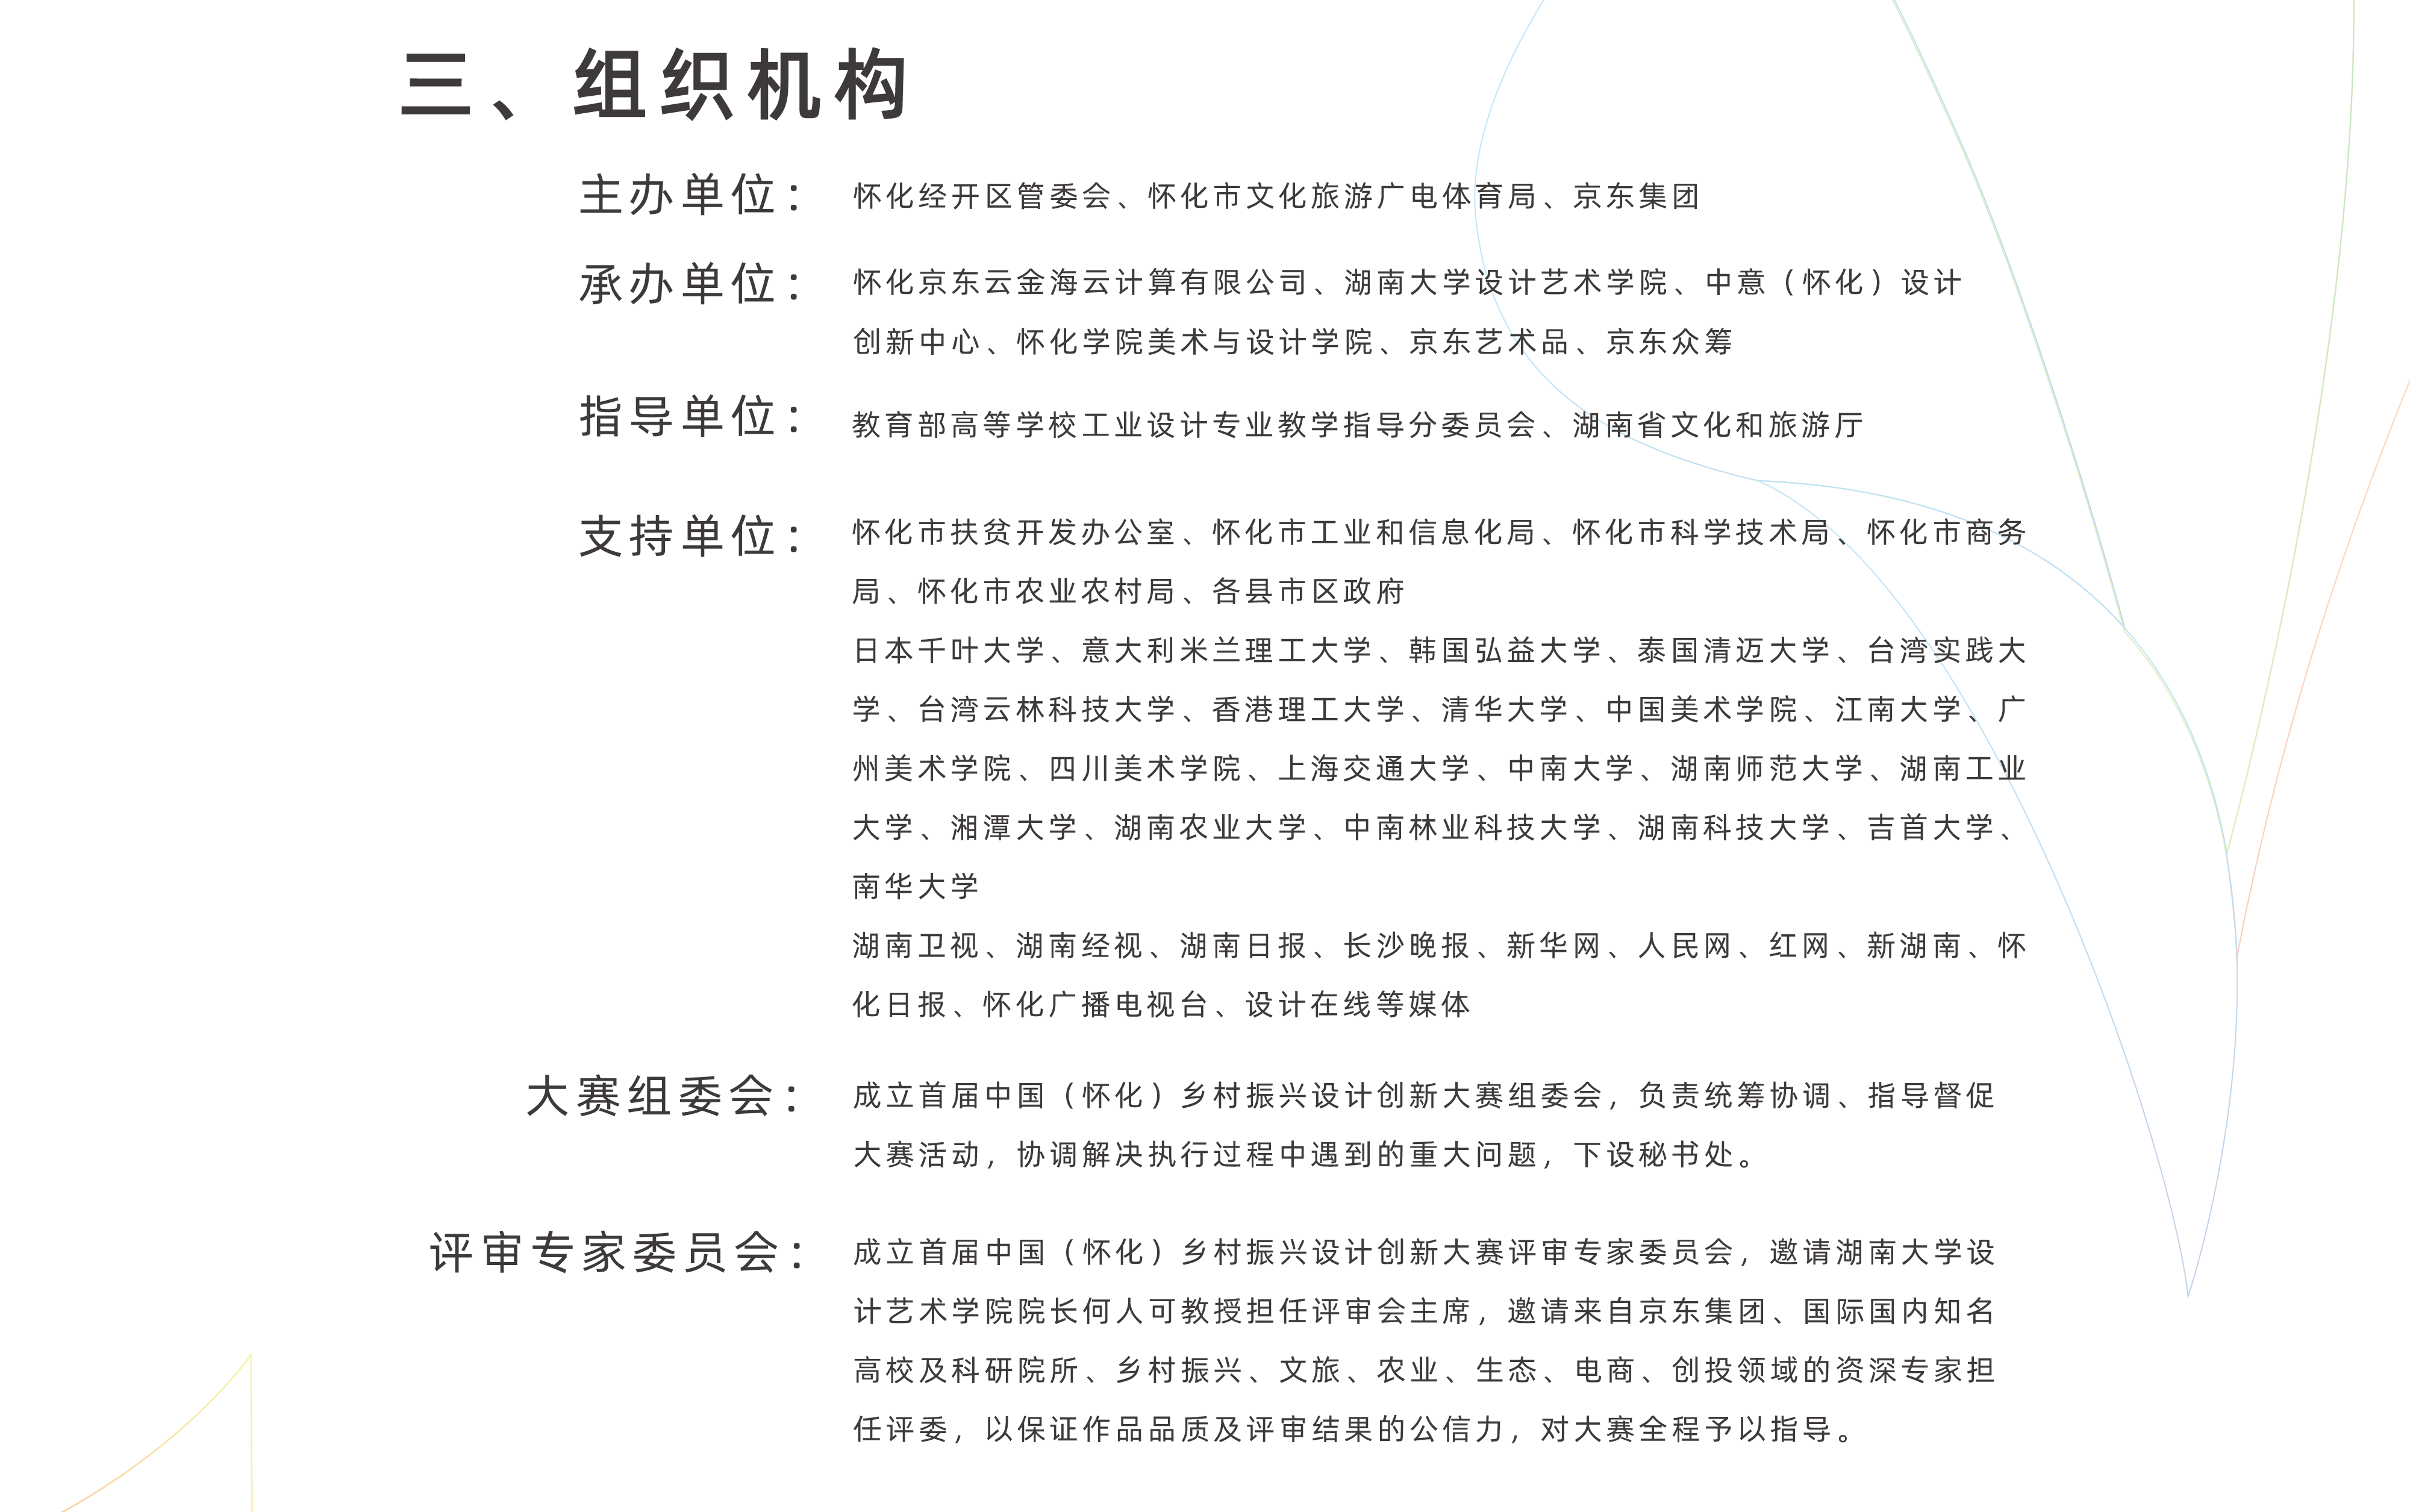 三、组织机构
主办单位：
怀化经开区管委会、怀化市文化旅游广电体育局、京东集团
承办单位：
怀化京东云金海云计算有限公司、湖南大学设计艺术学院、中意（怀化）设计
创新中心、怀化学院美术与设计学院、京东艺术品、京东众筹
指导单位：
教育部高等学校工业设计专业教学指导分委员会、湖南省文化和旅游厅
支持单位：
怀化市扶贫开发办公室、怀化市工业和信息化局、怀化市科学技术局、怀化市商务
局、怀化市农业农村局、各县市区政府
日本千叶大学、意大利米兰理工大学、韩国弘益大学、泰国清迈大学、台湾实践大
学、台湾云林科技大学、香港理工大学、清华大学、中国美术学院、江南大学、广
州美术学院、四川美术学院、上海交通大学、中南大学、湖南师范大学、湖南工业
大学、湘潭大学、湖南农业大学、中南林业科技大学、湖南科技大学、吉首大学、
南华大学
湖南卫视、湖南经视、湖南日报、长沙晚报、新华网、人民网、红网、新湖南、怀
化日报、怀化广播电视台、设计在线等媒体
大赛组委会：
成立首届中国（怀化）乡村振兴设计创新大赛组委会，负责统筹协调、指导督促
大赛活动，协调解决执行过程中遇到的重大问题，下设秘书处。
评审专家委员会：
成立首届中国（怀化）乡村振兴设计创新大赛评审专家委员会，邀请湖南大学设
计艺术学院院长何人可教授担任评审会主席，邀请来自京东集团、国际国内知名
高校及科研院所、乡村振兴、文旅、农业、生态、电商、创投领域的资深专家担
任评委，以保证作品品质及评审结果的公信力，对大赛全程予以指导。